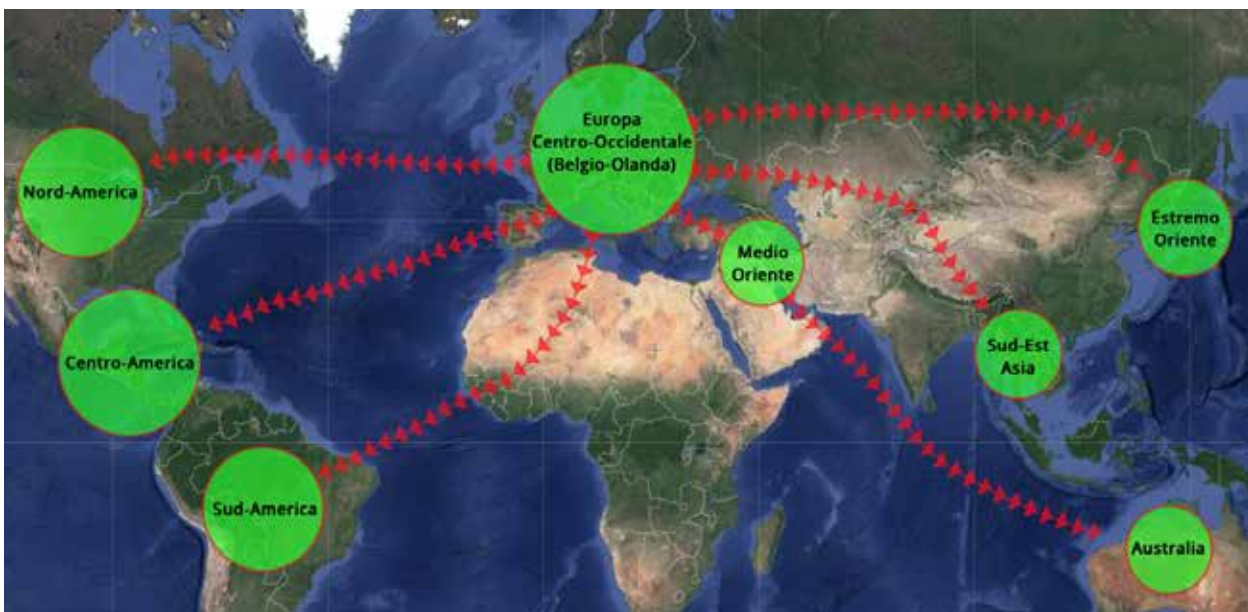 Europa
Centro-Occidentale
(Belgio-Olanda)
Nord-America
Estremo
Oriente
Medio
Oriente
Centro-America
Sud-Est
Asia
Sud-America
Australia